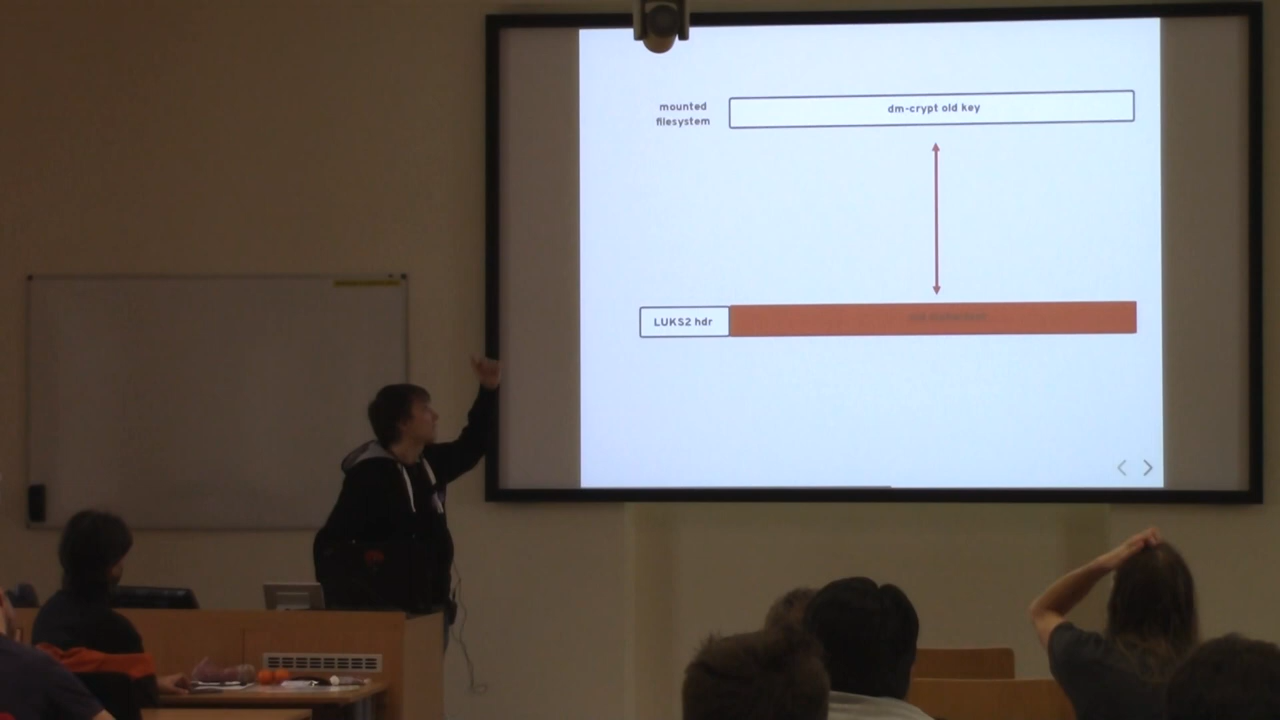 mounted
filesystem
dm-crypt old key
LUKS2 hdr